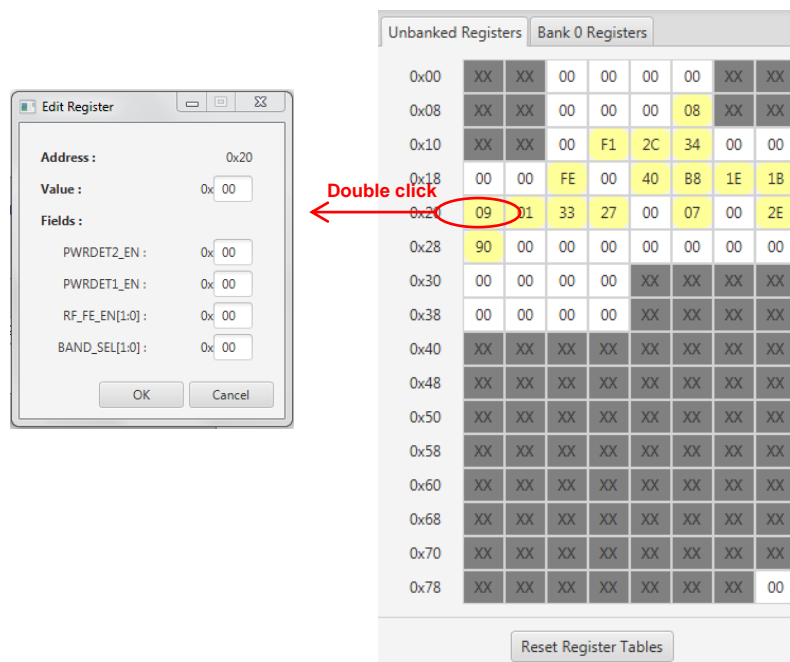 Edit Register
Address : 0x20
Value : 0x 00
Fields :
PWRDET2_EN : 0x 00
PWRDET1_EN : 0x 00
RF_FE_EN[1:0] : 0x 00
BAND_SEL[1:0] : 0x 00
OK Cancel
Double click
Unbanked Registers Bank 0 Registers
0x00 XX XX 00 00 00 00 XX XX
0x08 XX XX 00 00 00 08 XX XX
0x10 XX XX 00 F1 2C 34 00 00
0x18 00 00 FE 00 40 B8 1E 1B
0x20 09 01 33 27 00 07 00 2E
0x28 90 00 00 00 00 00 00 00
0x30 00 00 00 00 XX XX XX XX
0x38 00 00 00 00 XX XX XX XX
0x40 XX XX XX XX XX XX XX XX
0x48 XX XX XX XX XX XX XX XX
0x50 XX XX XX XX XX XX XX XX
0x58 XX XX XX XX XX XX XX XX
0x60 XX XX XX XX XX XX XX XX
0x68 XX XX XX XX XX XX XX XX
0x70 XX XX XX XX XX XX XX XX
0x78 XX XX XX XX XX XX XX 00
Reset Register Tables